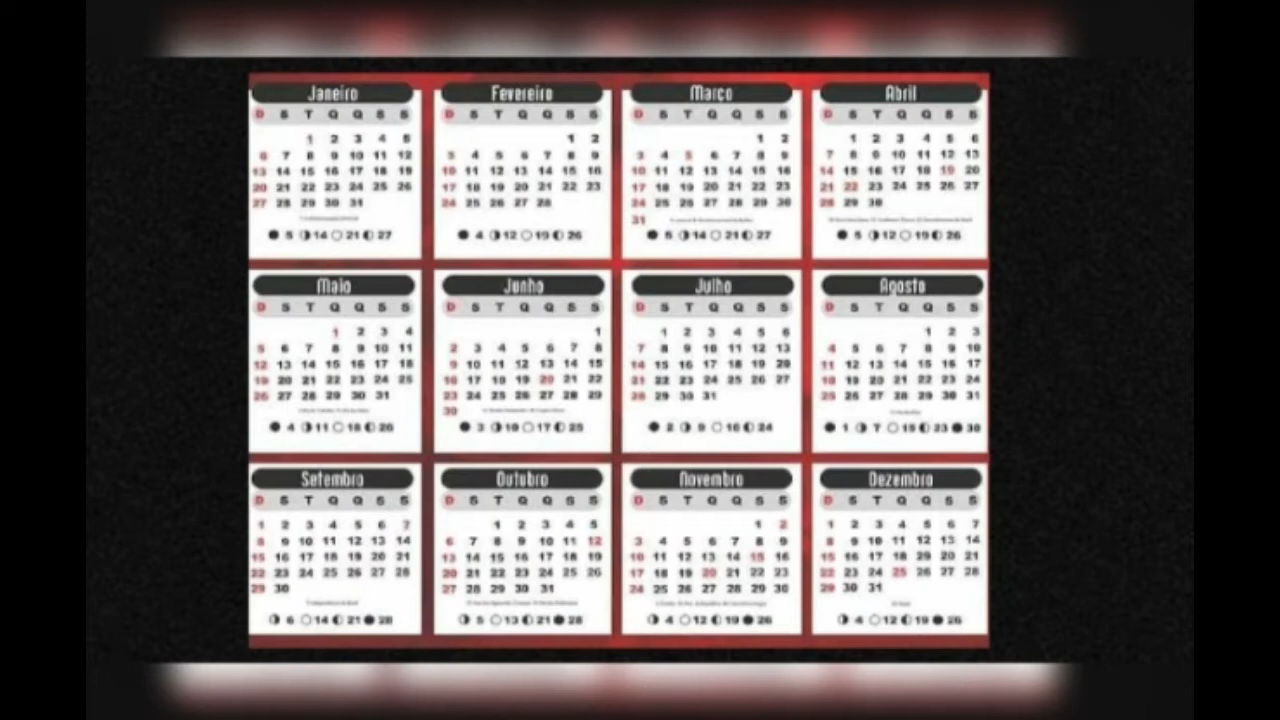 Janeiro
D S T Q Q S S
1 2 3 4 5
6 7 8 9 10 11 12
13 14 15 16 17 18 19
20 21 22 23 24 25 26
27 28 29 30 31
5 14 21 27
Fevereiro
D S T Q Q S S
1 2
3 4 5 6 7 8 9
10 11 12 13 14 15 16
17 18 19 20 21 22 23
24 25 26 27 28
4 12 19 26
Março
D S T Q Q S S
1 2
3 4 5 6 7 8 9
10 11 12 13 14 15 16
17 18 19 20 21 22 23
24 25 26 27 28 29 30
31
5 14 21 27
Abril
D S T Q Q S S
1 2 3 4 5 6
7 8 9 10 11 12 13
14 15 16 17 18 19 20
21 22 23 24 25 26 27
28 29 30
5 12 19 26
Maio
D S T Q Q S S
1 2 3 4
5 6 7 8 9 10 11
12 13 14 15 16 17 18
19 20 21 22 23 24 25
26 27 28 29 30 31
4 11 18 26
Junho
D S T Q Q S S
1
2 3 4 5 6 7 8
9 10 11 12 13 14 15
16 17 18 19 20 21 22
23 24 25 26 27 28 29
30
3 10 17 25
Julho
D S T Q Q S S
1 2 3 4 5 6
7 8 9 10 11 12 13
14 15 16 17 18 19 20
21 22 23 24 25 26 27
28 29 30 31
2 9 16 24
Agosto
D S T Q Q S S
1 2 3
4 5 6 7 8 9 10
11 12 13 14 15 16 17
18 19 20 21 22 23 24
25 26 27 28 29 30 31
1 7 15 23 30
Setembro
D S T Q Q S S
1 2 3 4 5 6 7
8 9 10 11 12 13 14
15 16 17 18 19 20 21
22 23 24 25 26 27 28
29 30
6 14 21 28
Outubro
D S T Q Q S S
1 2 3 4 5
6 7 8 9 10 11 12
13 14 15 16 17 18 19
20 21 22 23 24 25 26
27 28 29 30 31
5 13 21 28
Novembro
D S T Q Q S S
1 2
3 4 5 6 7 8 9
10 11 12 13 14 15 16
17 18 19 20 21 22 23
24 25 26 27 28 29 30
4 12 19 26
Dezembro
D S T Q Q S S
1 2 3 4 5 6 7
8 9 10 11 12 13 14
15 16 17 18 19 20 21
22 23 24 25 26 27 28
29 30 31
4 12 19 26